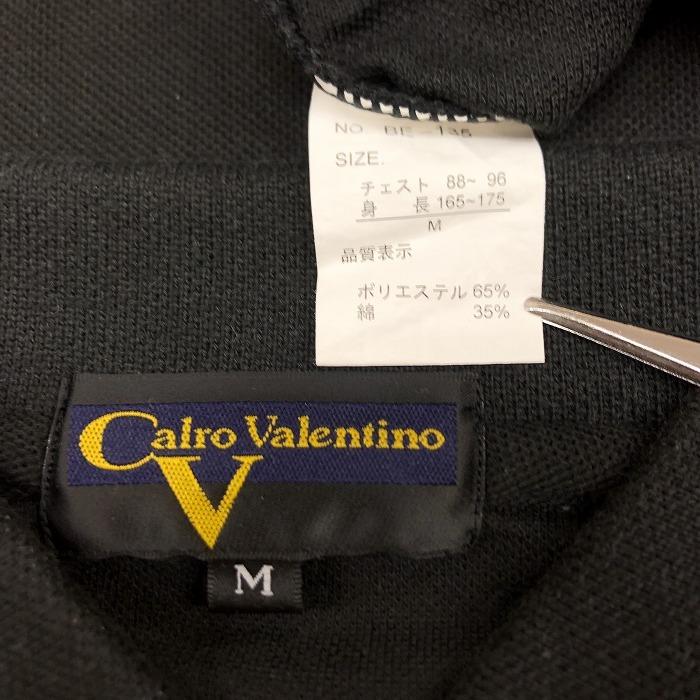 NO. BE-135
SIZE.
チェスト 88~ 96
身 長 165~175
M
品質表示
ポリエステル 65%
綿 35%
Calro Valentino
V
M